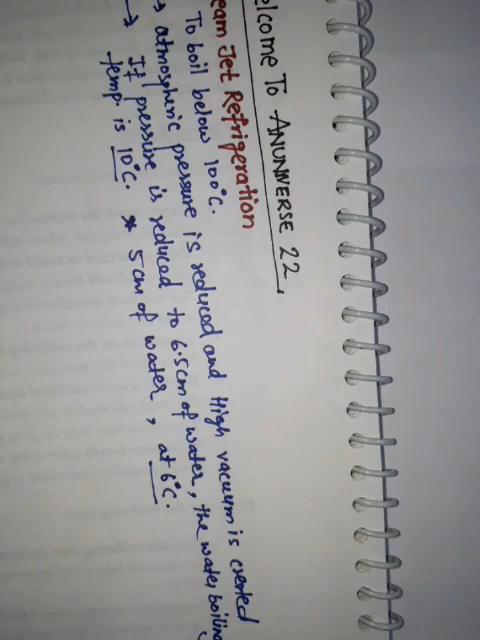 elcome To ANUNIVERSE 22.
eam Jet Refrigeration
To boil below 100°C.
→ atmospheric pressure is reduced and High vacuum is created
→ If pressure is reduced to 6.5cm of water, the water boiling
temp. is 10°C. * 5cm of water, at 6°C.